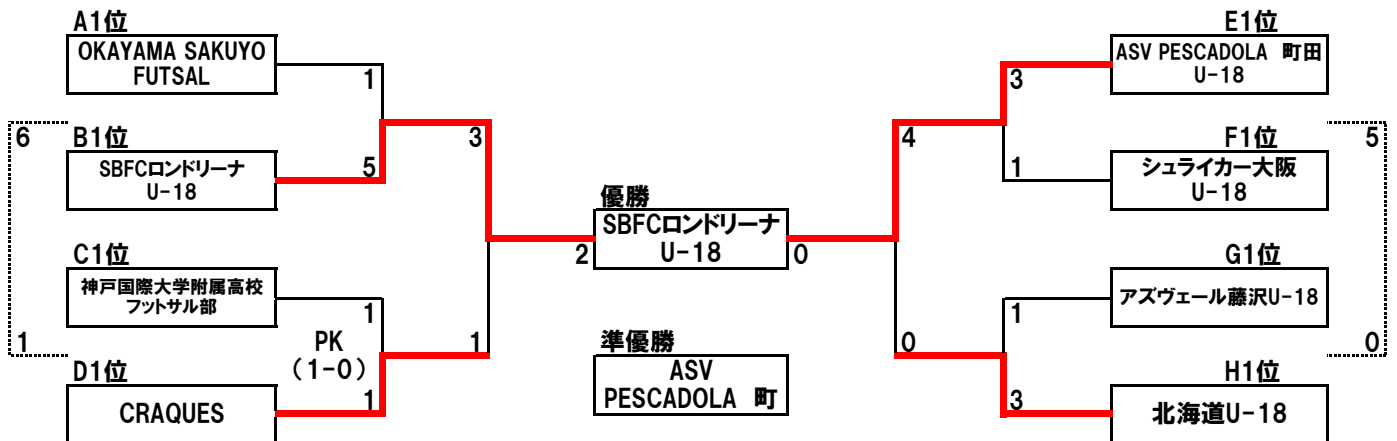 A1位
OKAYAMA SAKUYO
FUTSAL
1
6
B1位
SBFCロンドリーナ
U-18
5
3
C1位
神戸国際大学附属高校
フットサル部
1
PK
(1-0)
1
1
D1位
CRAQUES
1
優勝
SBFCロンドリーナ
U-18
2
0
準優勝
ASV
PESCADOLA 町
E1位
ASV PESCADOLA 町田
U-18
3
4
F1位
5
シュライカー大阪
U-18
1
G1位
アズヴェール藤沢U-18
1
0
0
H1位
北海道U-18
3